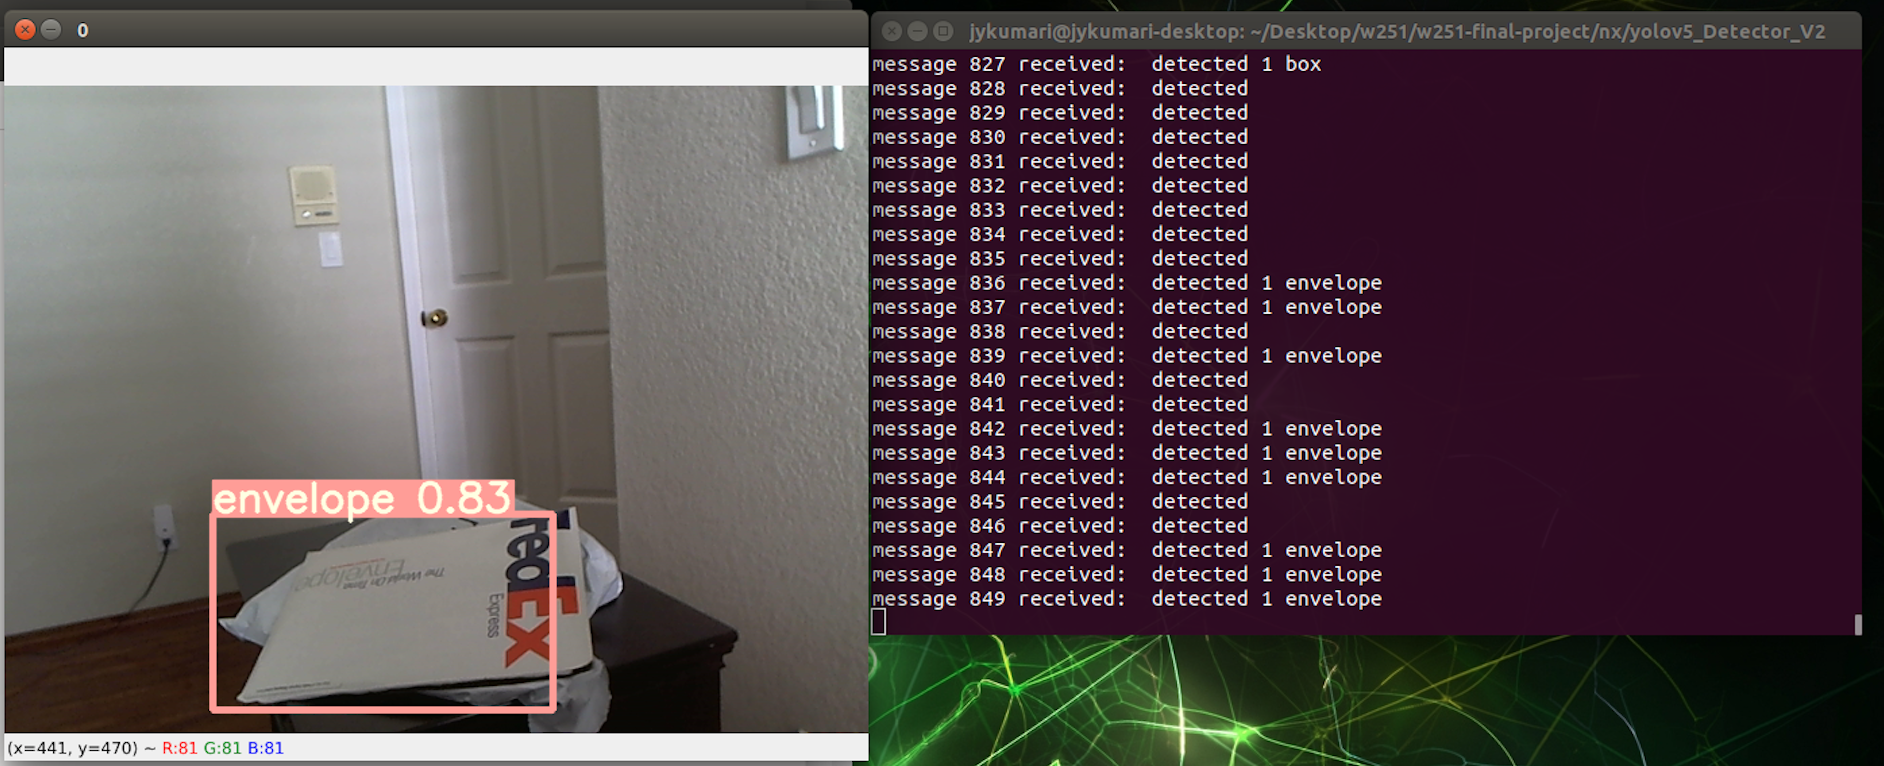 0
envelope 0.83
FedEx
Express
The World On Time
Envelope
(x=441, y=470) ~ R:81 G:81 B:81
jykumari@jykumari-desktop: ~/Desktop/w251/w251-final-project/nx/yolov5_Detector_V2
message 827 received:  detected 1 box
message 828 received:  detected
message 829 received:  detected
message 830 received:  detected
message 831 received:  detected
message 832 received:  detected
message 833 received:  detected
message 834 received:  detected
message 835 received:  detected
message 836 received:  detected 1 envelope
message 837 received:  detected 1 envelope
message 838 received:  detected
message 839 received:  detected 1 envelope
message 840 received:  detected
message 841 received:  detected
message 842 received:  detected 1 envelope
message 843 received:  detected 1 envelope
message 844 received:  detected 1 envelope
message 845 received:  detected
message 846 received:  detected
message 847 received:  detected 1 envelope
message 848 received:  detected 1 envelope
message 849 received:  detected 1 envelope